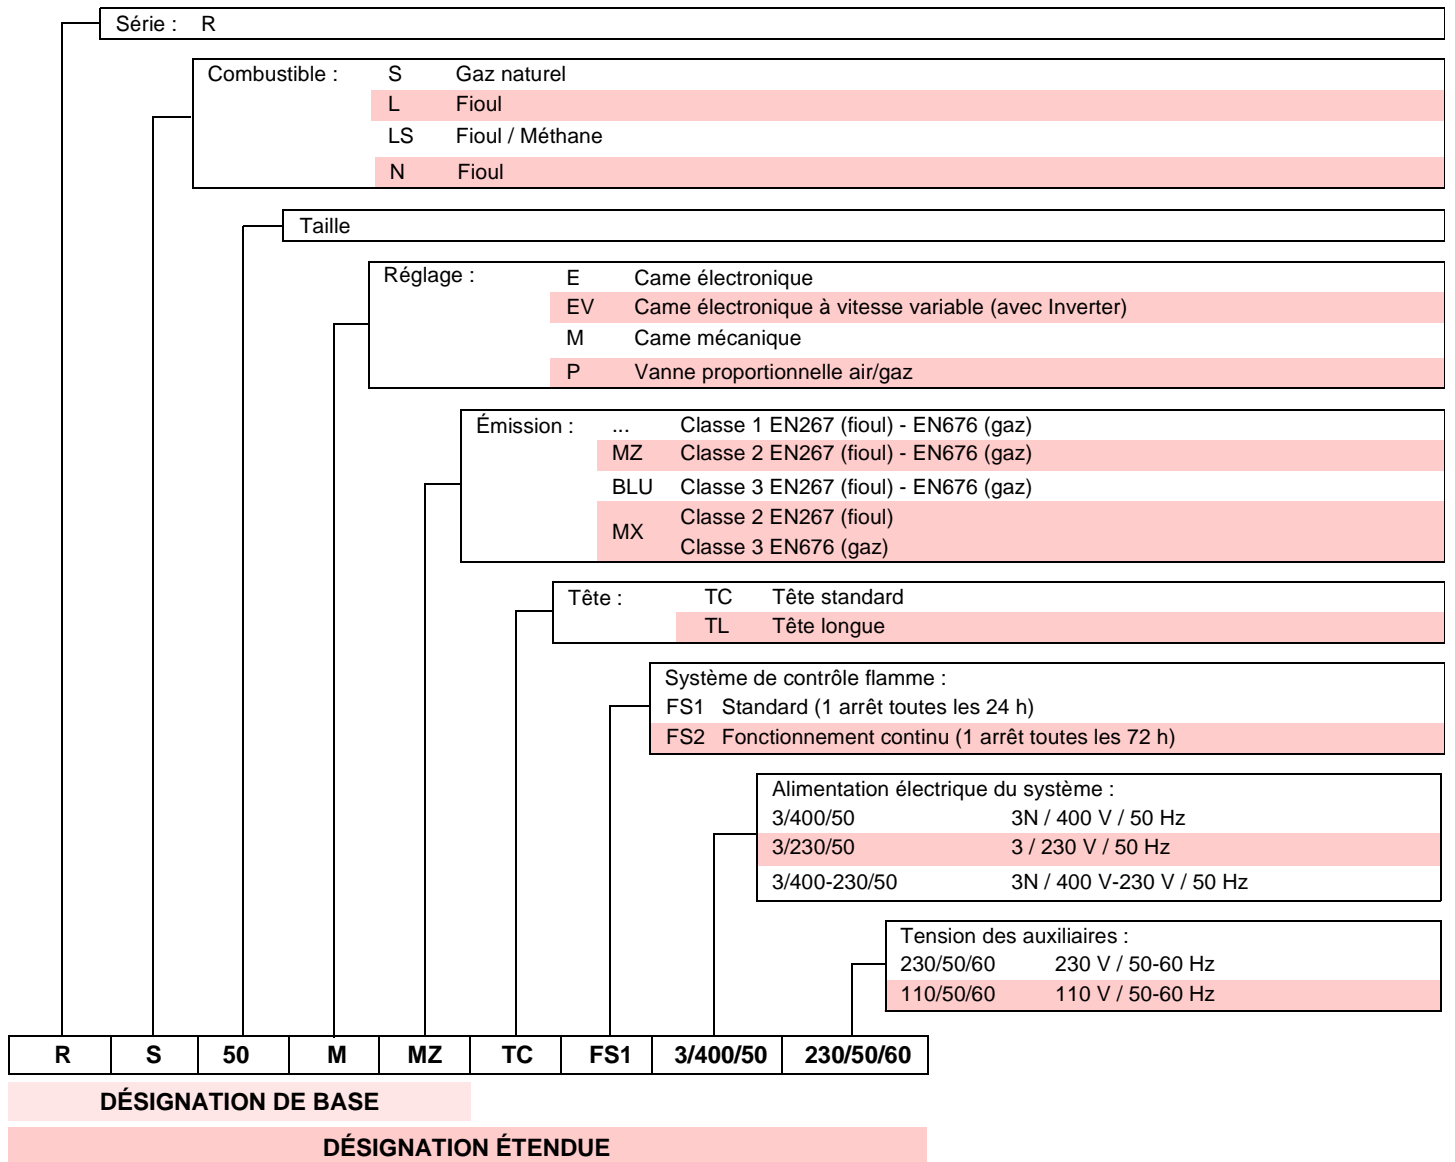 Série : R
Combustible : S Gaz naturel
L Fioul
LS Fioul / Méthane
N Fioul
Taille
Réglage : E Came électronique
EV Came électronique à vitesse variable (avec Inverter)
M Came mécanique
P Vanne proportionnelle air/gaz
Émission : ... Classe 1 EN267 (fioul) - EN676 (gaz)
MZ Classe 2 EN267 (fioul) - EN676 (gaz)
BLU Classe 3 EN267 (fioul) - EN676 (gaz)
MX Classe 2 EN267 (fioul)
Classe 3 EN676 (gaz)
Tête : TC Tête standard
TL Tête longue
Système de contrôle flamme :
FS1 Standard (1 arrêt toutes les 24 h)
FS2 Fonctionnement continu (1 arrêt toutes les 72 h)
Alimentation électrique du système :
3/400/50 3N / 400 V / 50 Hz
3/230/50 3 / 230 V / 50 Hz
3/400-230/50 3N / 400 V-230 V / 50 Hz
Tension des auxiliaires :
230/50/60 230 V / 50-60 Hz
110/50/60 110 V / 50-60 Hz
R S 50 M MZ TC FS1 3/400/50 230/50/60
DÉSIGNATION DE BASE
DÉSIGNATION ÉTENDUE